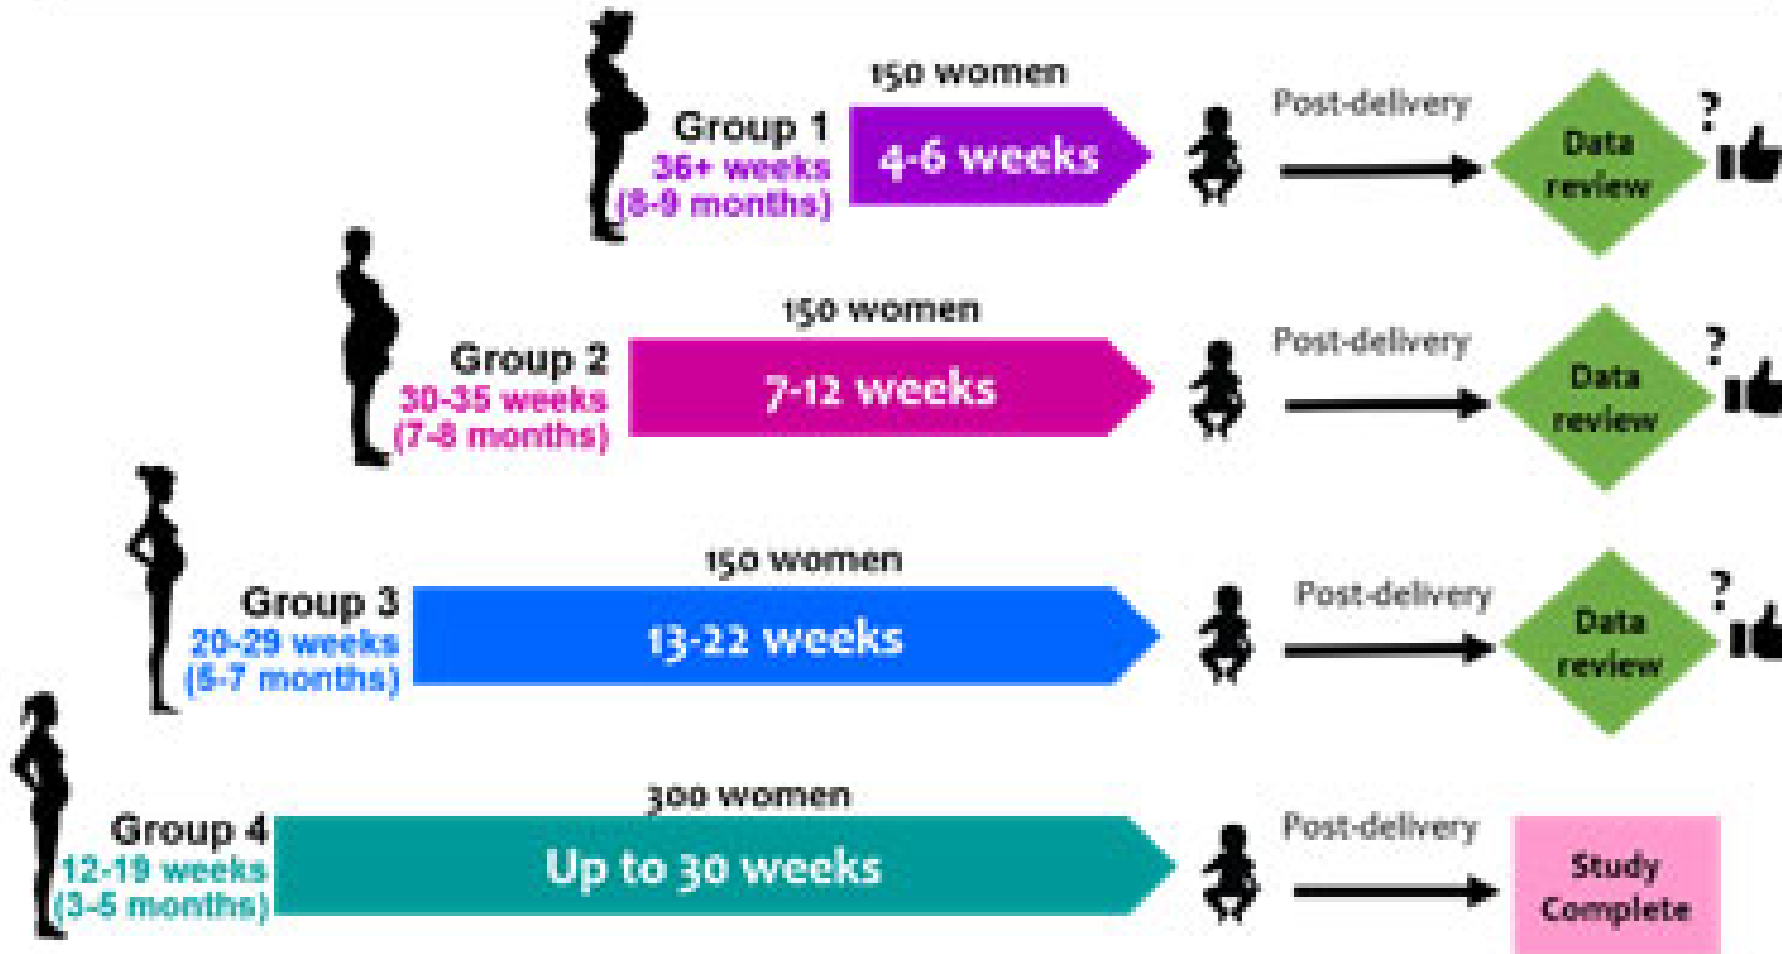 150 women
Group 1
36+ weeks
(8-9 months)
4-6 weeks
Post-delivery
Data
review
?
150 women
Group 2
30-35 weeks
(7-8 months)
7-12 weeks
Post-delivery
Data
review
?
150 women
Group 3
20-29 weeks
(5-7 months)
13-22 weeks
Post-delivery
Data
review
?
300 women
Group 4
12-19 weeks
(3-5 months)
Up to 30 weeks
Post-delivery
Study
Complete